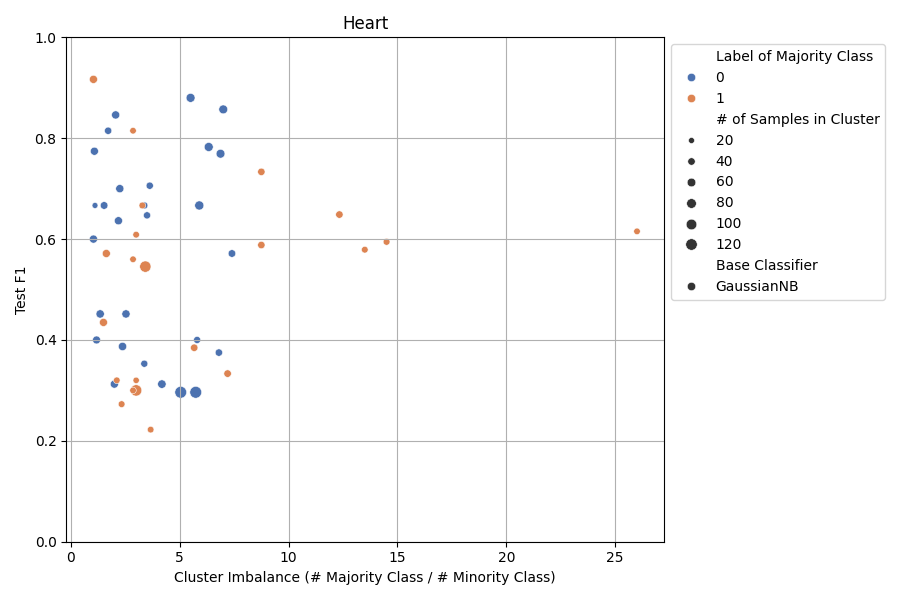 Heart
1.0
0.8
0.6
0.4
0.2
0.0
Test F1
0
5
10
15
20
25
Cluster Imbalance (# Majority Class / # Minority Class)
Label of Majority Class
0
1
# of Samples in Cluster
20
40
60
80
100
120
Base Classifier
GaussianNB